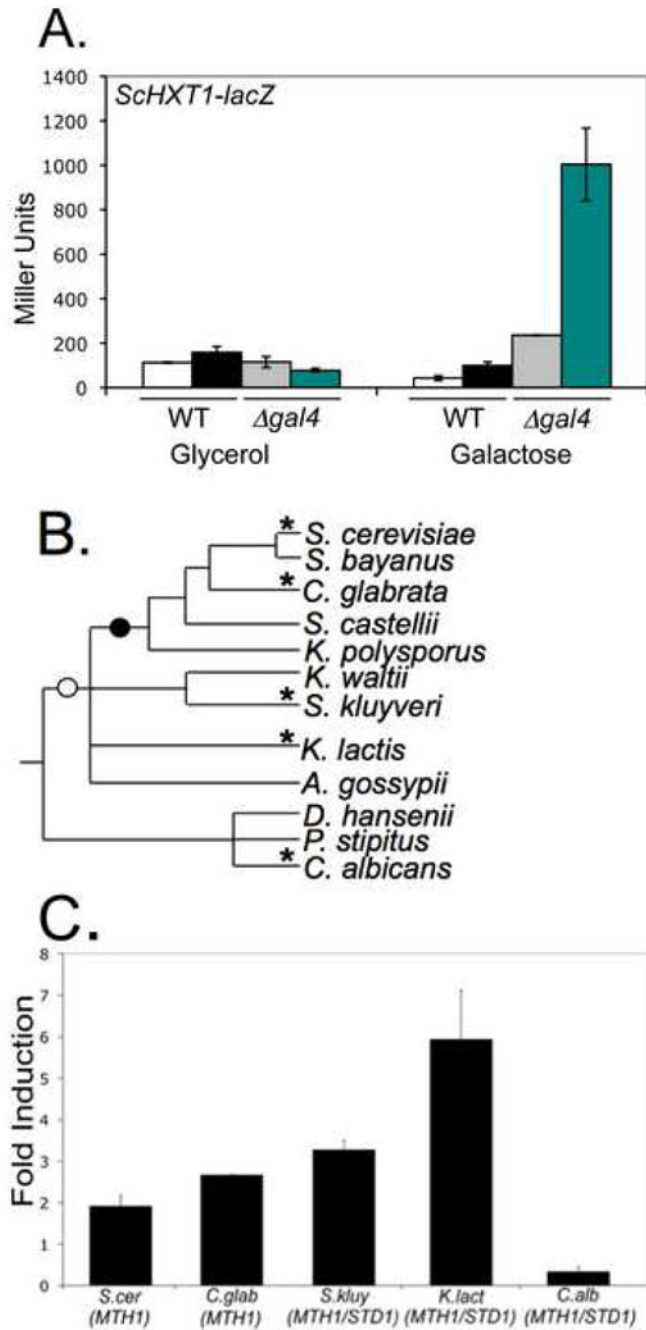 A.
ScHXT1-lacZ
Miller Units
1400
1200
1000
800
600
400
200
0
WT Δgal4 WT Δgal4
Glycerol Galactose
B.
* S. cerevisiae
S. bayanus
* C. glabrata
S. castellii
K. polysporus
K. waltii
* S. kluyveri
* K. lactis
A. gossypii
D. hansenii
P. stipitus
* C. albicans
C.
Fold Induction
8
7
6
5
4
3
2
1
0
S.cer C.glab S.kluy K.lact C.alb
(MTH1) (MTH1) (MTH1/STD1) (MTH1/STD1) (MTH1/STD1)